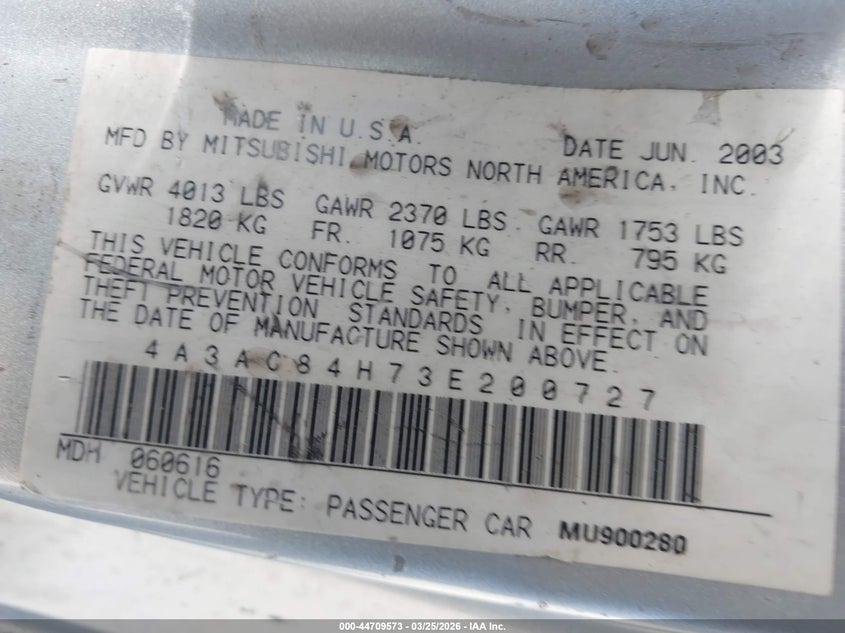 MADE IN U.S.A.
MFD BY MITSUBISHI MOTORS NORTH AMERICA, INC.
DATE JUN. 2003
GVWR 4013 LBS GAWR 2370 LBS. GAWR 1753 LBS
1820 KG FR. 1075 KG RR. 795 KG
THIS VEHICLE CONFORMS TO ALL APPLICABLE
FEDERAL MOTOR VEHICLE SAFETY, BUMPER, AND
THEFT PREVENTION STANDARDS IN EFFECT ON
THE DATE OF MANUFACTURE SHOWN ABOVE.
4A3AC84H73E200727
MDH 060616
VEHICLE TYPE: PASSENGER CAR MU900280
000-44709573 - 03/25/2026 - IAA Inc.